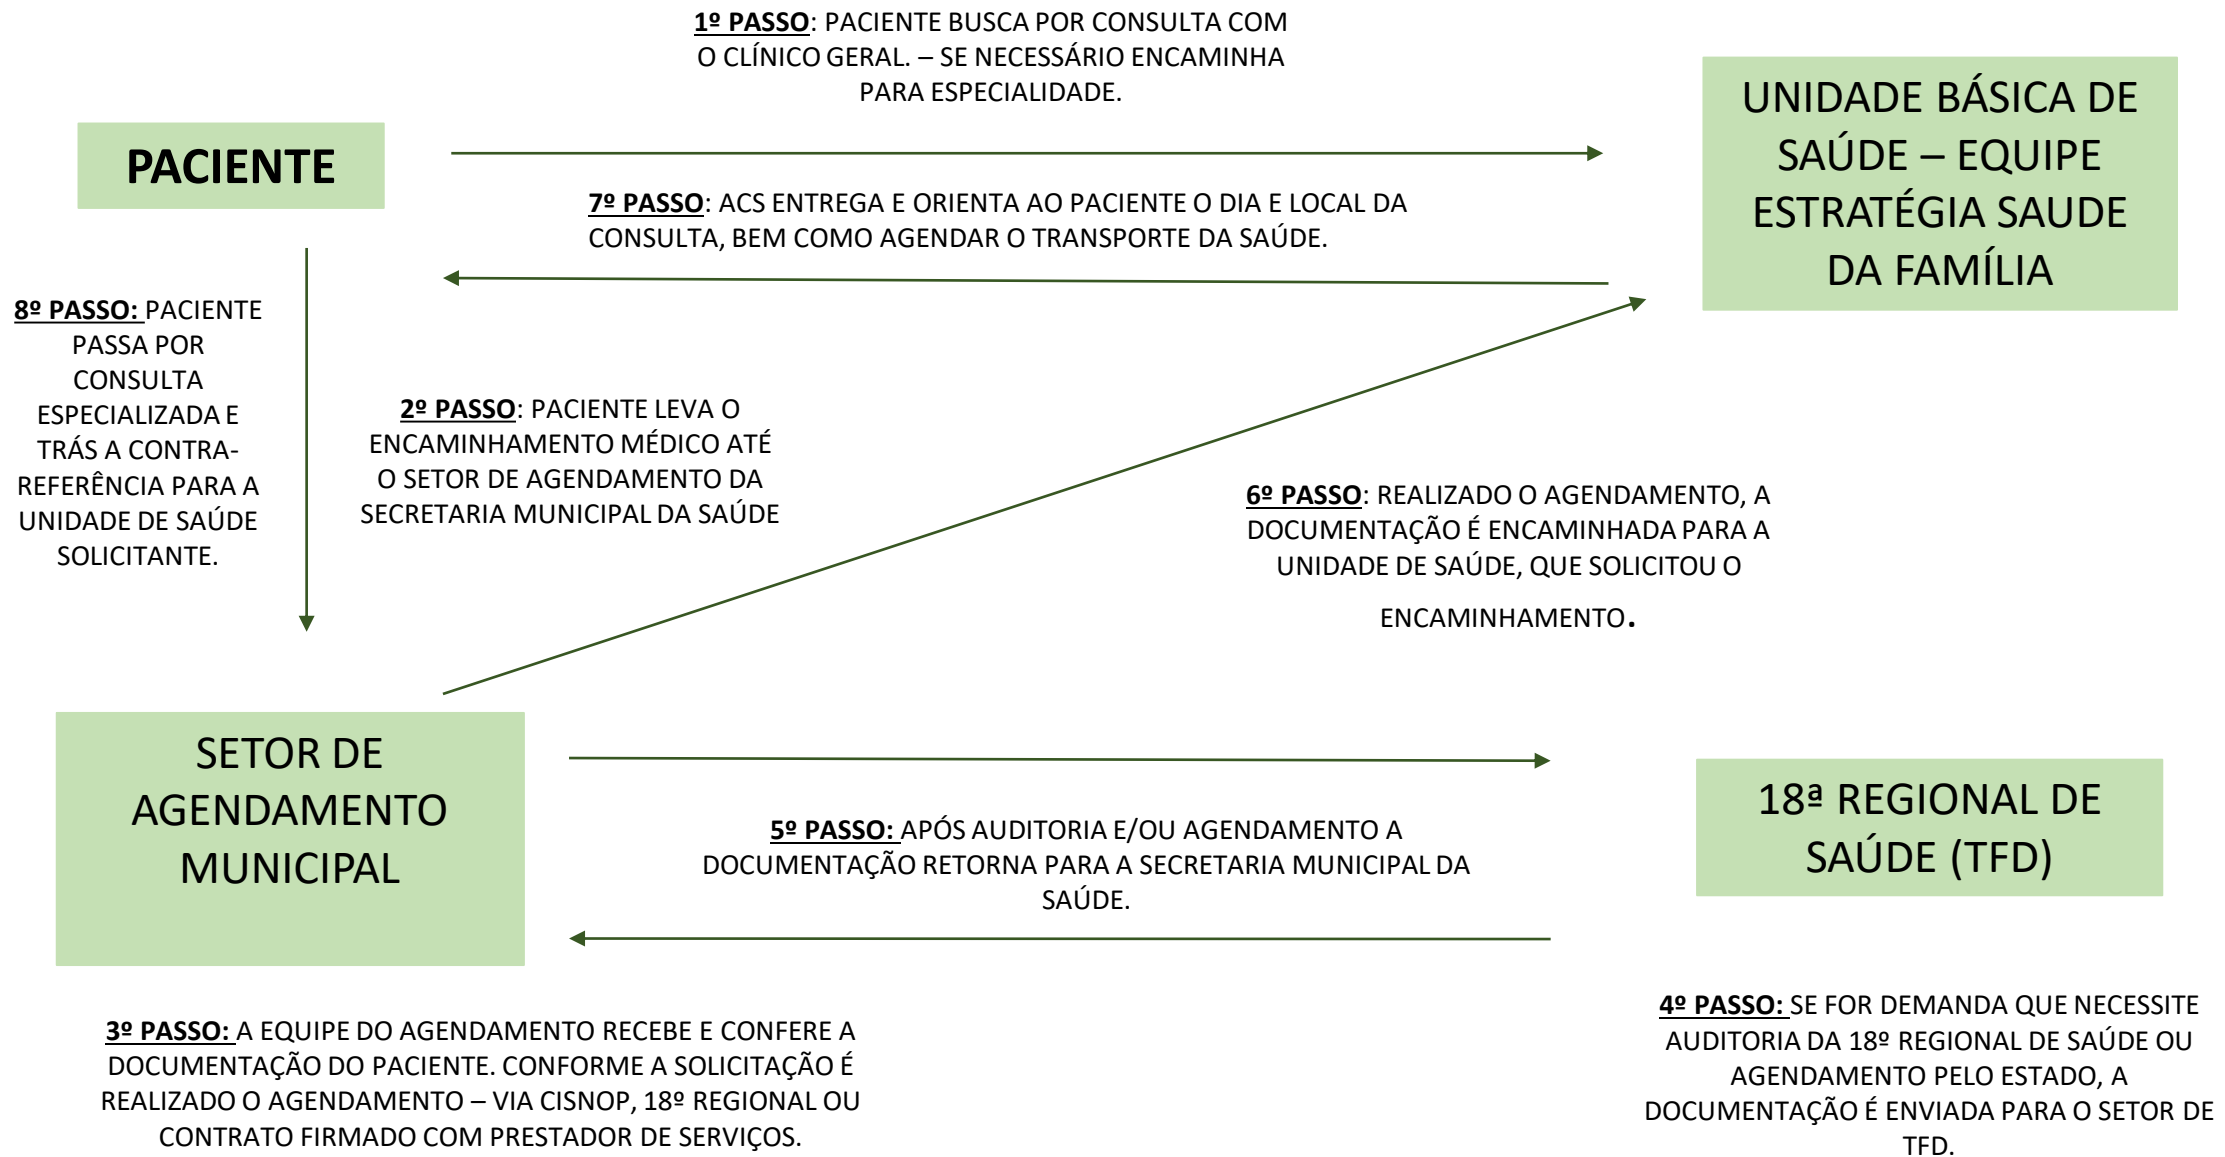 1º PASSO: PACIENTE BUSCA POR CONSULTA COM
O CLÍNICO GERAL. – SE NECESSÁRIO ENCAMINHA
PARA ESPECIALIDADE.
PACIENTE
UNIDADE BÁSICA DE
SAÚDE – EQUIPE
ESTRATÉGIA SAUDE
DA FAMÍLIA
7º PASSO: ACS ENTREGA E ORIENTA AO PACIENTE O DIA E LOCAL DA
CONSULTA, BEM COMO AGENDAR O TRANSPORTE DA SAÚDE.
8º PASSO: PACIENTE
PASSA POR
CONSULTA
ESPECIALIZADA E
TRÁS A CONTRA-
REFERÊNCIA PARA A
UNIDADE DE SAÚDE
SOLICITANTE.
2º PASSO: PACIENTE LEVA O
ENCAMINHAMENTO MÉDICO ATÉ
O SETOR DE AGENDAMENTO DA
SECRETARIA MUNICIPAL DA SAÚDE
6º PASSO: REALIZADO O AGENDAMENTO, A
DOCUMENTAÇÃO É ENCAMINHADA PARA A
UNIDADE DE SAÚDE, QUE SOLICITOU O
ENCAMINHAMENTO.
SETOR DE
AGENDAMENTO
MUNICIPAL
5º PASSO: APÓS AUDITORIA E/OU AGENDAMENTO A
DOCUMENTAÇÃO RETORNA PARA A SECRETARIA MUNICIPAL DA
SAÚDE.
18ª REGIONAL DE
SAÚDE (TFD)
3º PASSO: A EQUIPE DO AGENDAMENTO RECEBE E CONFERE A
DOCUMENTAÇÃO DO PACIENTE. CONFORME A SOLICITAÇÃO É
REALIZADO O AGENDAMENTO – VIA CISNOP, 18º REGIONAL OU
CONTRATO FIRMADO COM PRESTADOR DE SERVIÇOS.
4º PASSO: SE FOR DEMANDA QUE NECESSITE
AUDITORIA DA 18º REGIONAL DE SAÚDE OU
AGENDAMENTO PELO ESTADO, A
DOCUMENTAÇÃO É ENVIADA PARA O SETOR DE
TFD.